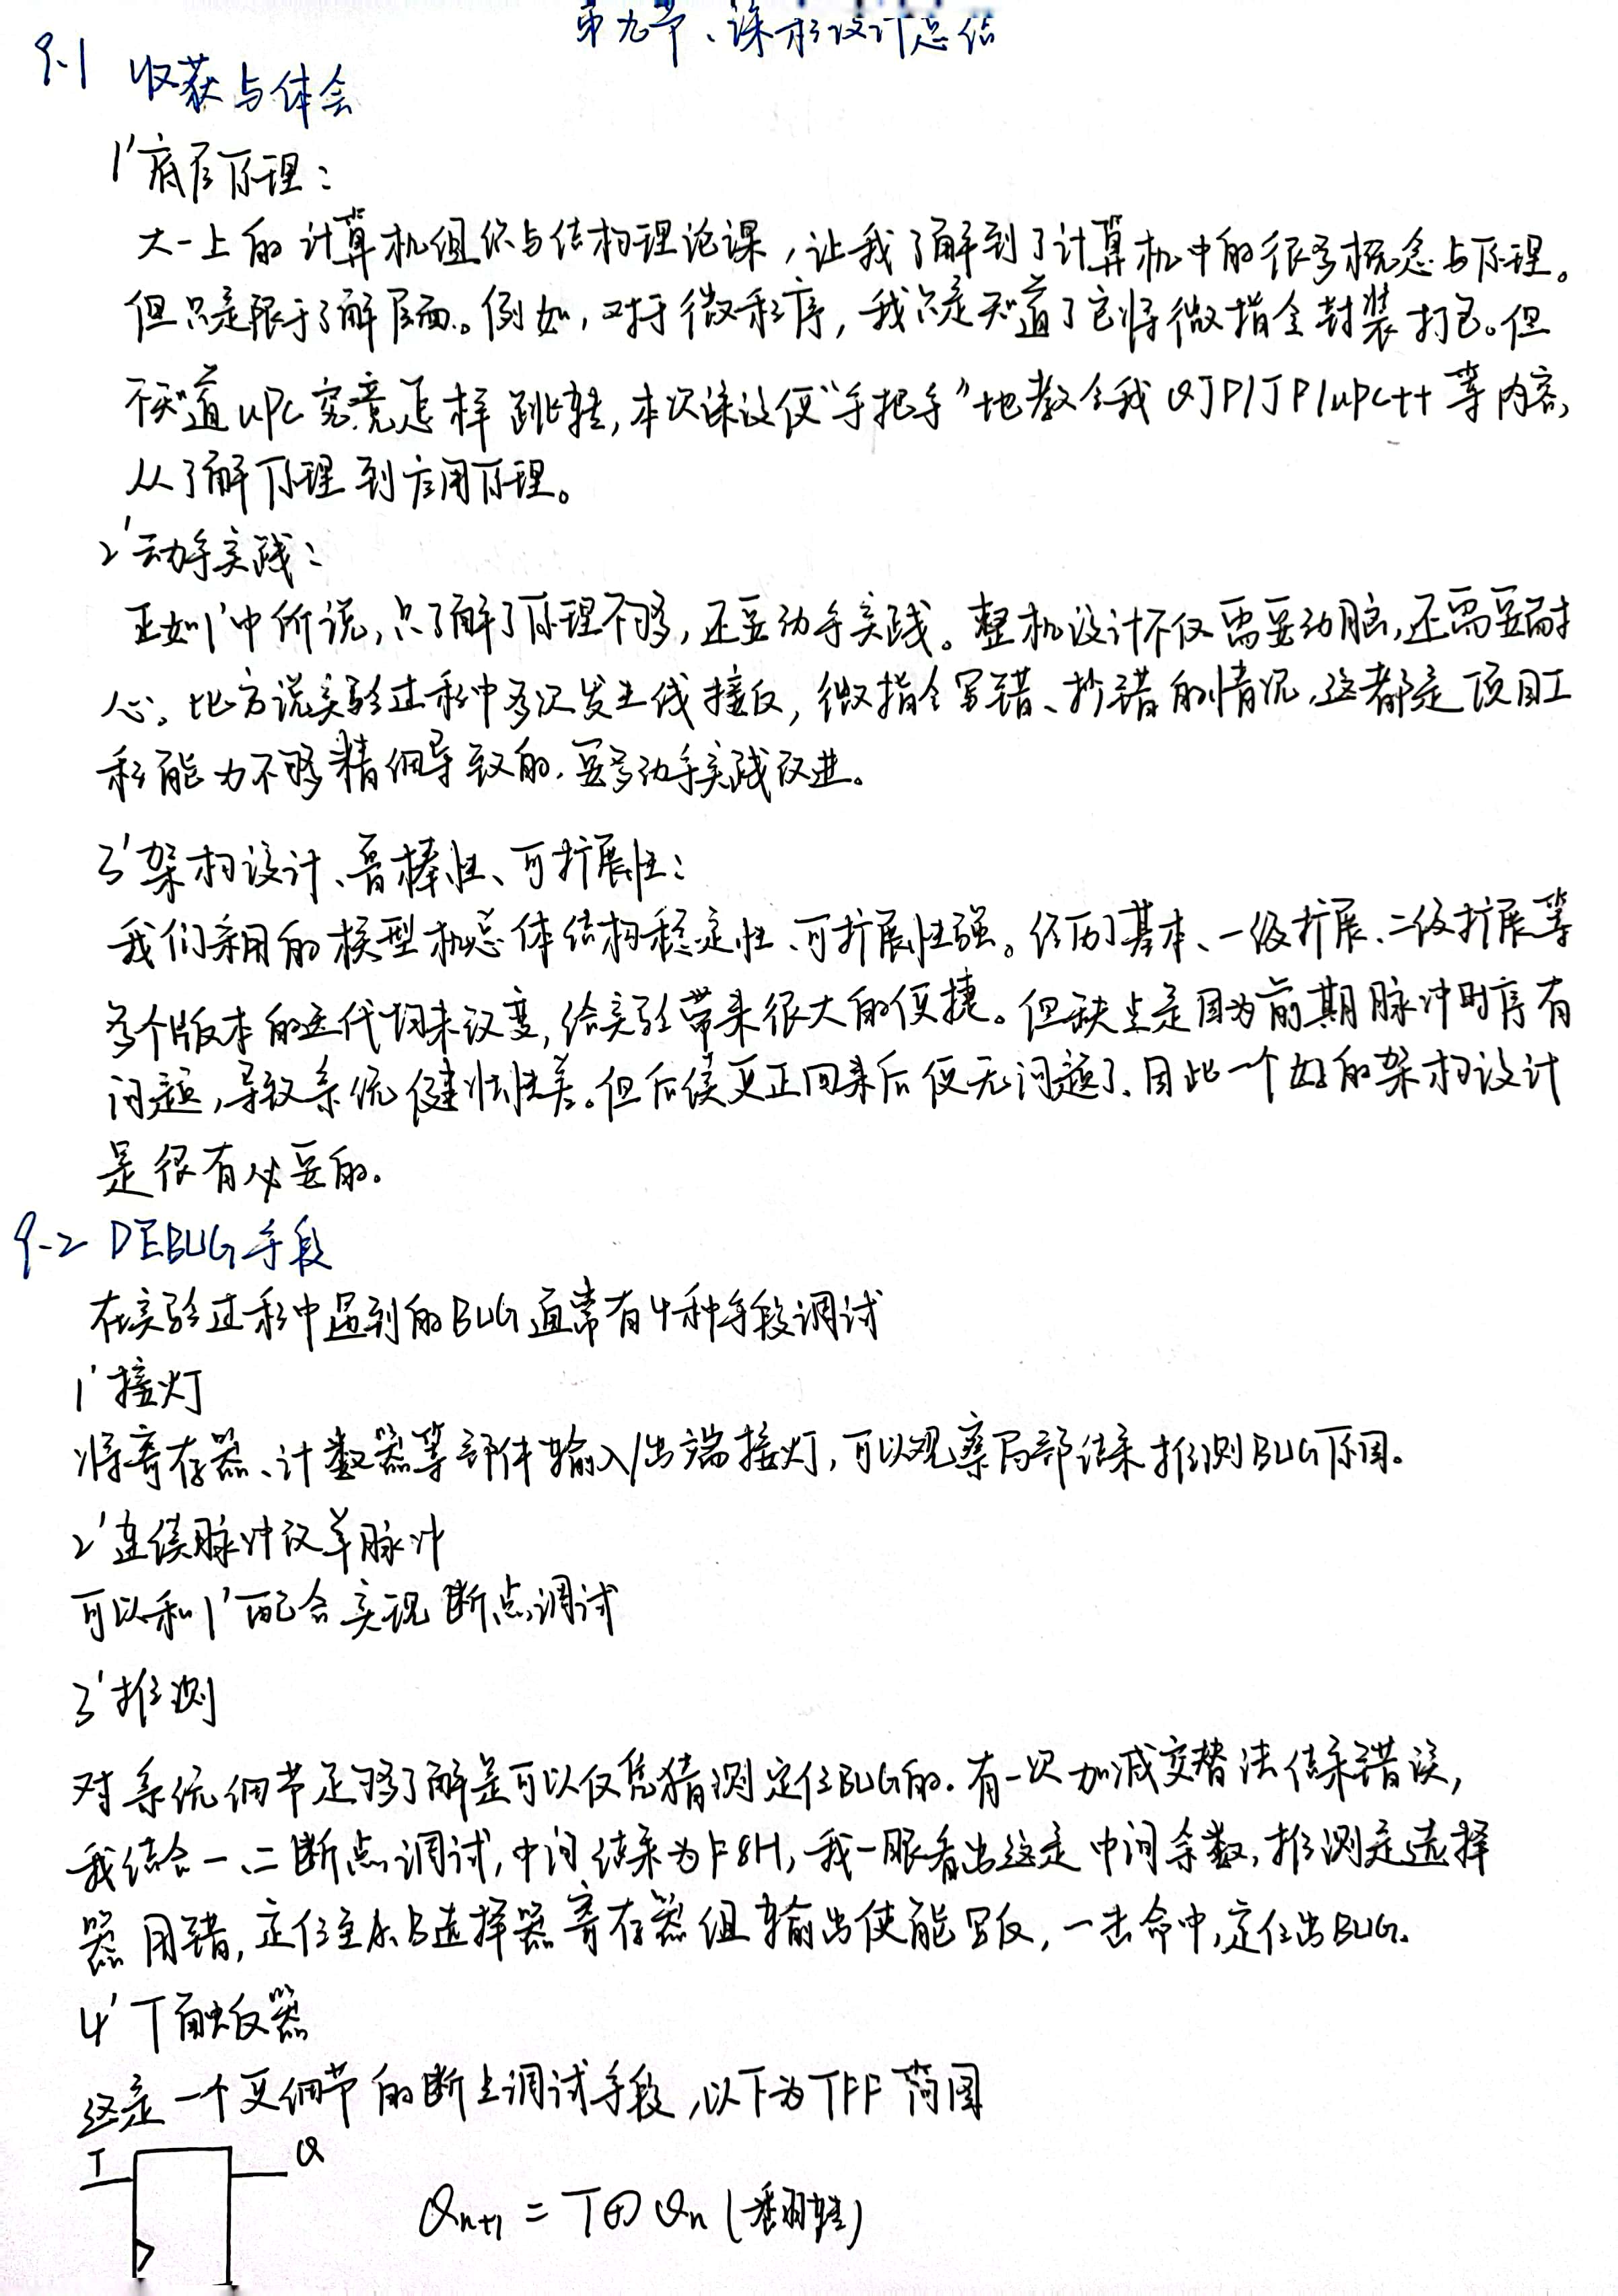 第九节、课程设计总结
9.1 收获与体会
1' 底层原理：
大一上的计算机组织与结构理论课，让我了解到了计算机中的很多概念与原理。
但只是限于了解层面。例如，对于微程序，我只是知道了它将微指令封装打包。但
不知道uPC究竟怎样跳转，本次课设便“手把手”地教会我QJP/JP/uPC++等内容，
从了解原理到应用原理。
2' 动手实践：
正如1'中所说，只了解了原理不够，还要动手实践。整机设计不仅需要动脑，还需要耐
心。比方说实验过程中多次发生线接反，微指令写错、抄错的情况，这都是项目工
程能力不够精细导致的，要多动手实践改进。
3' 架构设计、鲁棒性、可扩展性：
我们采用的模型机总体结构稳定性、可扩展性强。经历了基本、一级扩展、二级扩展等
多个版本的迭代均未改变，给实验带来很大的便捷。但缺点是因为前期脉冲时序有
问题，导致系统健壮性差。但后续更正回来后便无问题了、因此一个好的架构设计
是很有必要的。
9.2 DEBUG手段
在实验过程中遇到的BUG通常有4种手段调试
1' 接灯
将寄存器、计数器等部件输入/出端接灯，可以观察局部结果推测BUG原因。
2' 连续脉冲改单脉冲
可以和1'配合实现断点调试
3' 推测
对系统细节足够了解是可以仅凭猜测定位BUG的. 有一次加减交替法结果错误，
我结合一、二断点调试，中间结果为F8H，我一眼看出这是中间余数，推测是选择
器用错，定位至A、B选择器寄存器组输出使能写反，一击命中，定位出BUG.
4' T触发器
这是一个更细节的断点调试手段，以下为TFF简图
T Q
Qn+1 = T⊕Qn (翻转)